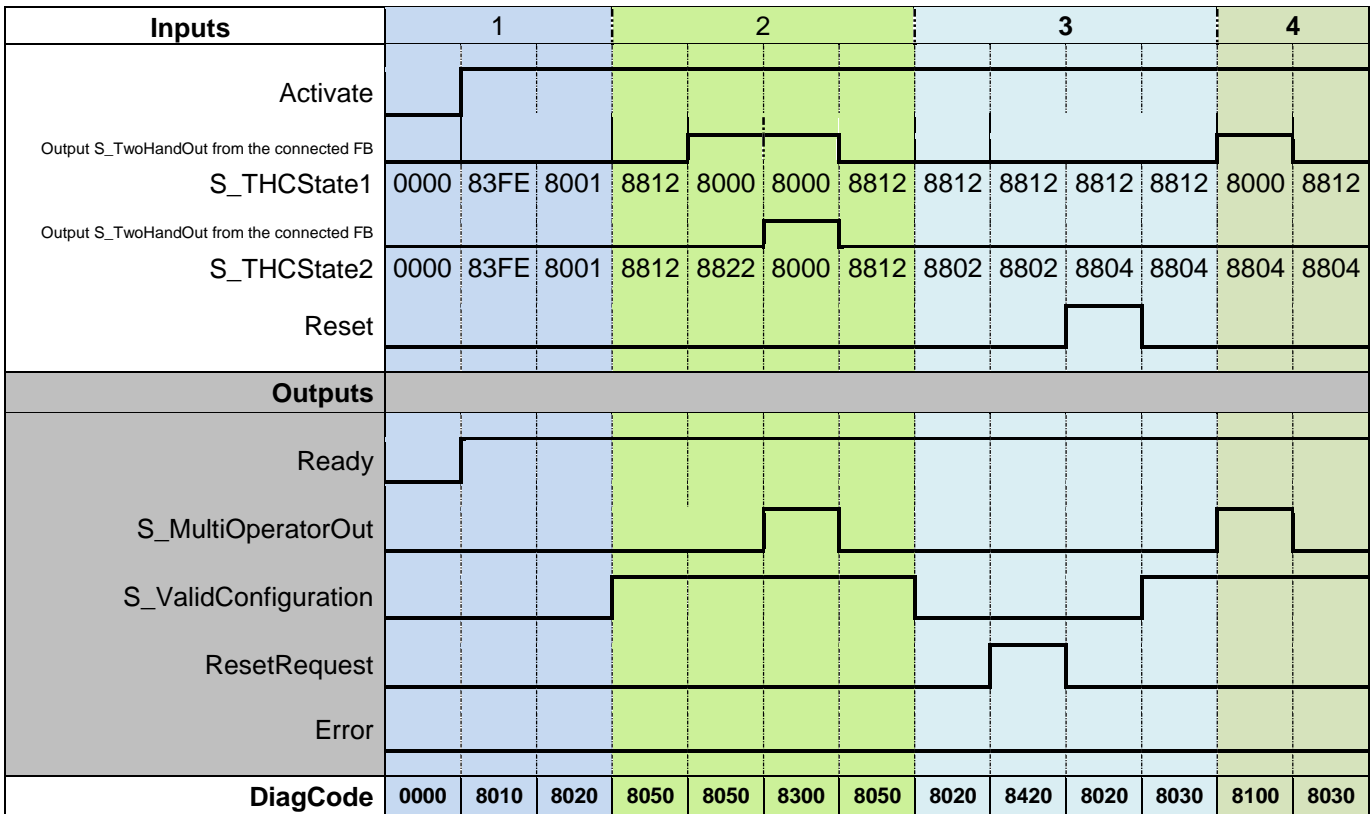 Inputs 1 2 3 4
Activate
Output S_TwoHandOut from the connected FB
S_THCState1 0000 83FE 8001 8812 8000 8000 8812 8812 8812 8812 8812 8000 8812
Output S_TwoHandOut from the connected FB
S_THCState2 0000 83FE 8001 8812 8822 8000 8812 8802 8802 8804 8804 8804 8804
Reset
Outputs
Ready
S_MultiOperatorOut
S_ValidConfiguration
ResetRequest
Error
DiagCode 0000 8010 8020 8050 8050 8300 8050 8020 8420 8020 8030 8100 8030